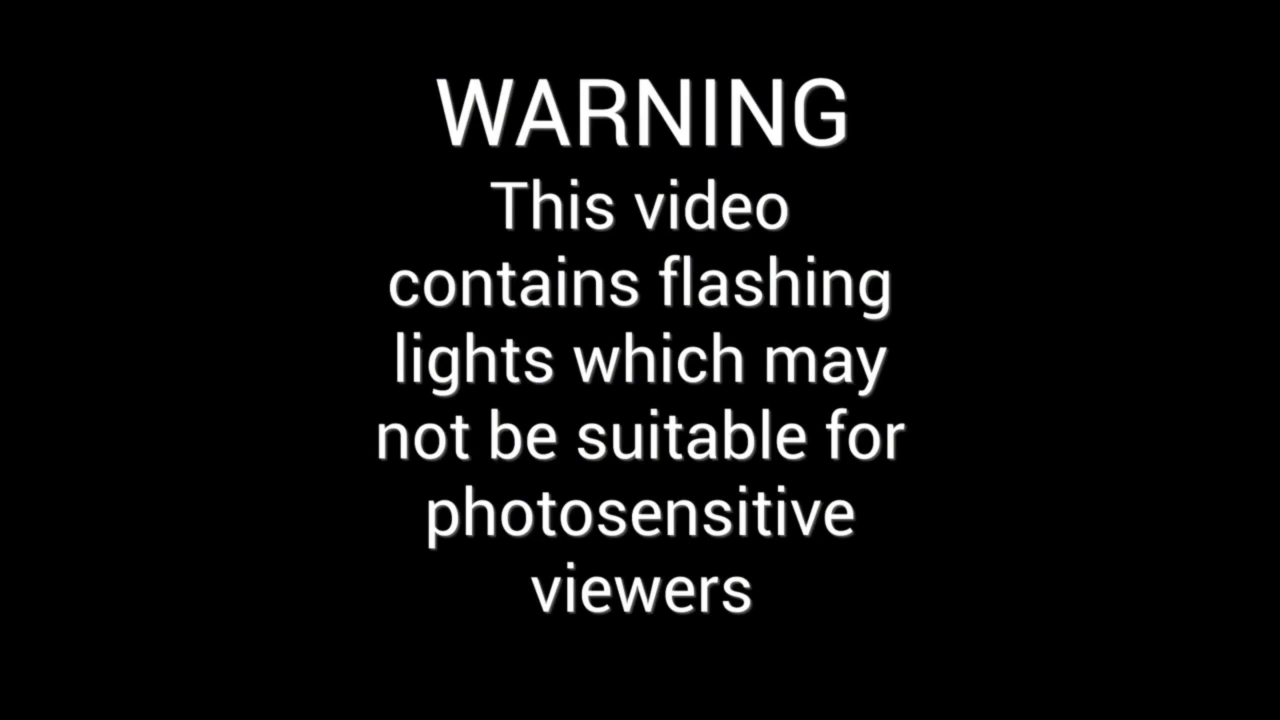 WARNING
This video
contains flashing
lights which may
not be suitable for
photosensitive
viewers